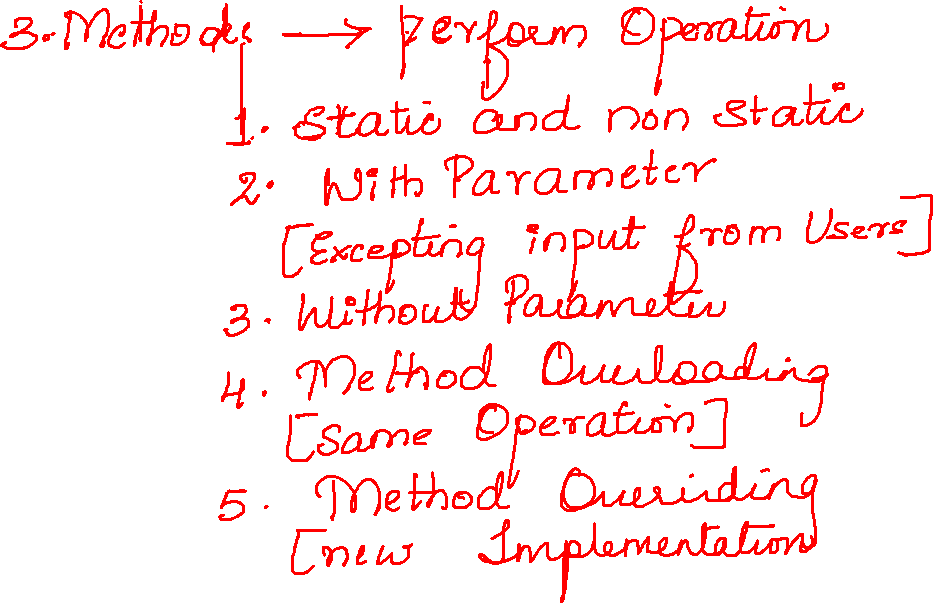 3. Methods → Perform Operation
1. Static and non static
2. With Parameter
[Excepting input from Users]
3. Without Parameter
4. Method Overloading
[Same Operation]
5. Method Overriding
[new Implementation